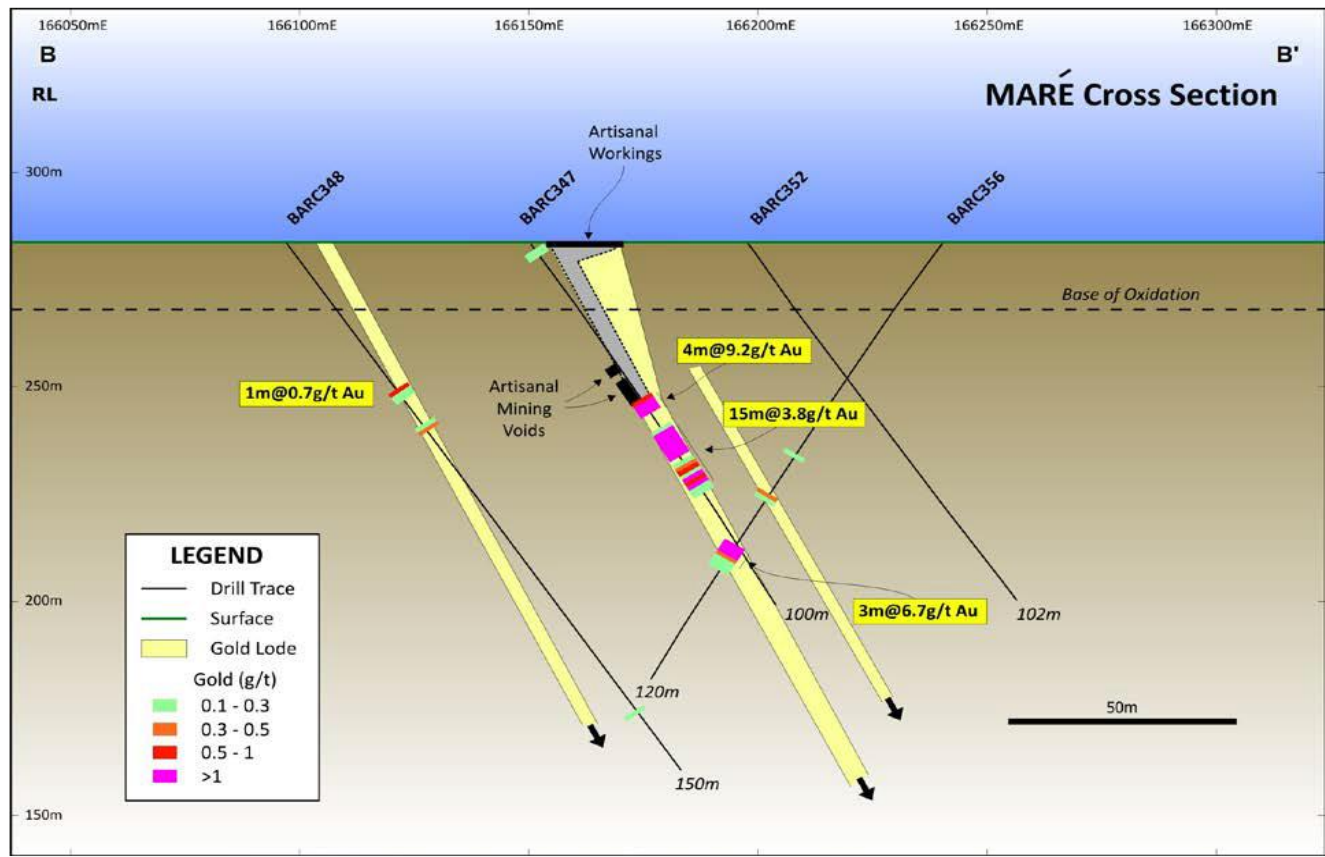 166050mE 166100mE 166150mE 166200mE 166250mE 166300mE
B B'
RL
MARÉ Cross Section
Artisanal
Workings
300m
BARC348 BARC347 BARC352 BARC356
Base of Oxidation
4m@9.2g/t Au
250m
1m@0.7g/t Au
Artisanal
Mining
Voids
15m@3.8g/t Au
LEGEND
Drill Trace
Surface
Gold Lode
Gold (g/t)
0.1 - 0.3
0.3 - 0.5
0.5 - 1
>1
200m
100m
3m@6.7g/t Au
102m
120m
50m
150m
150m